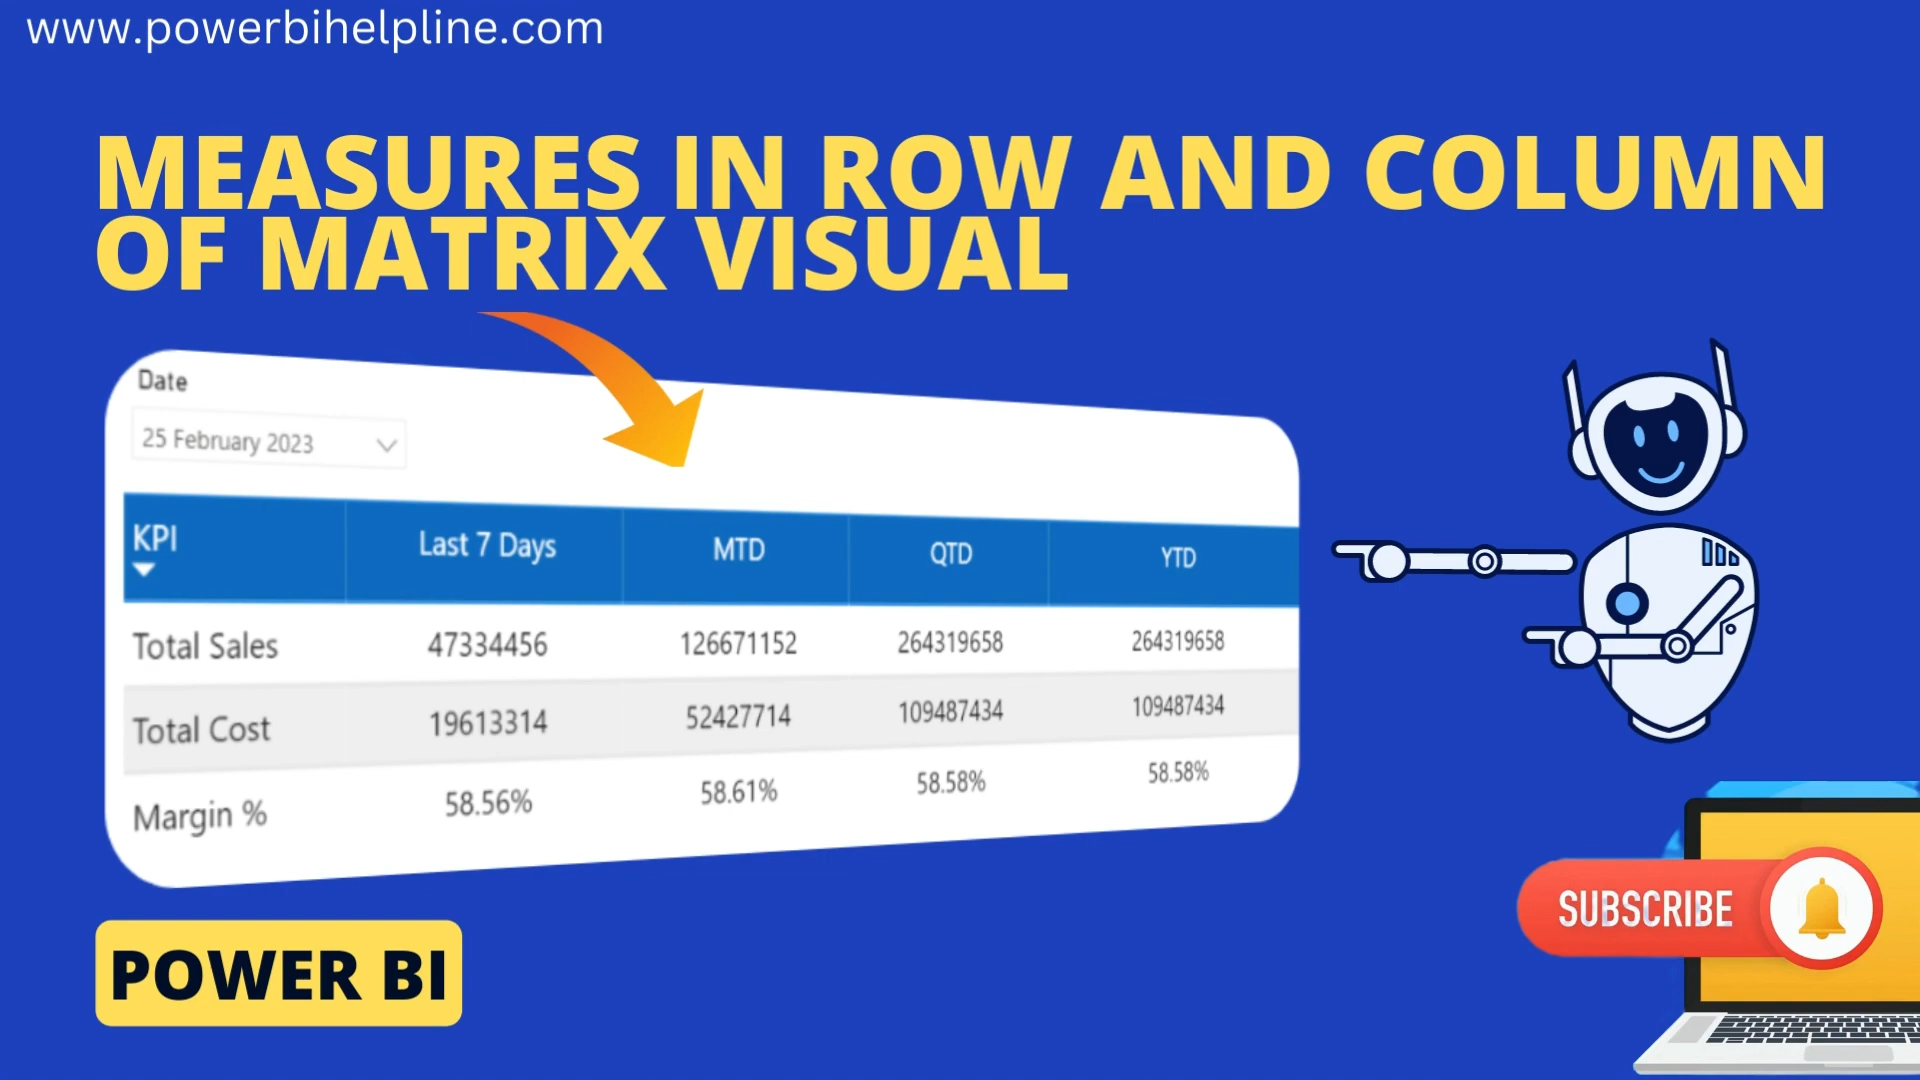 www.powerbihelpline.com
MEASURES IN ROW AND COLUMN
OF MATRIX VISUAL
Date
25 February 2023
KPI Last 7 Days MTD QTD YTD
Total Sales 47334456 126671152 264319658 264319658
Total Cost 19613314 52427714 109487434 109487434
Margin % 58.56% 58.61% 58.58% 58.58%
SUBSCRIBE
POWER BI